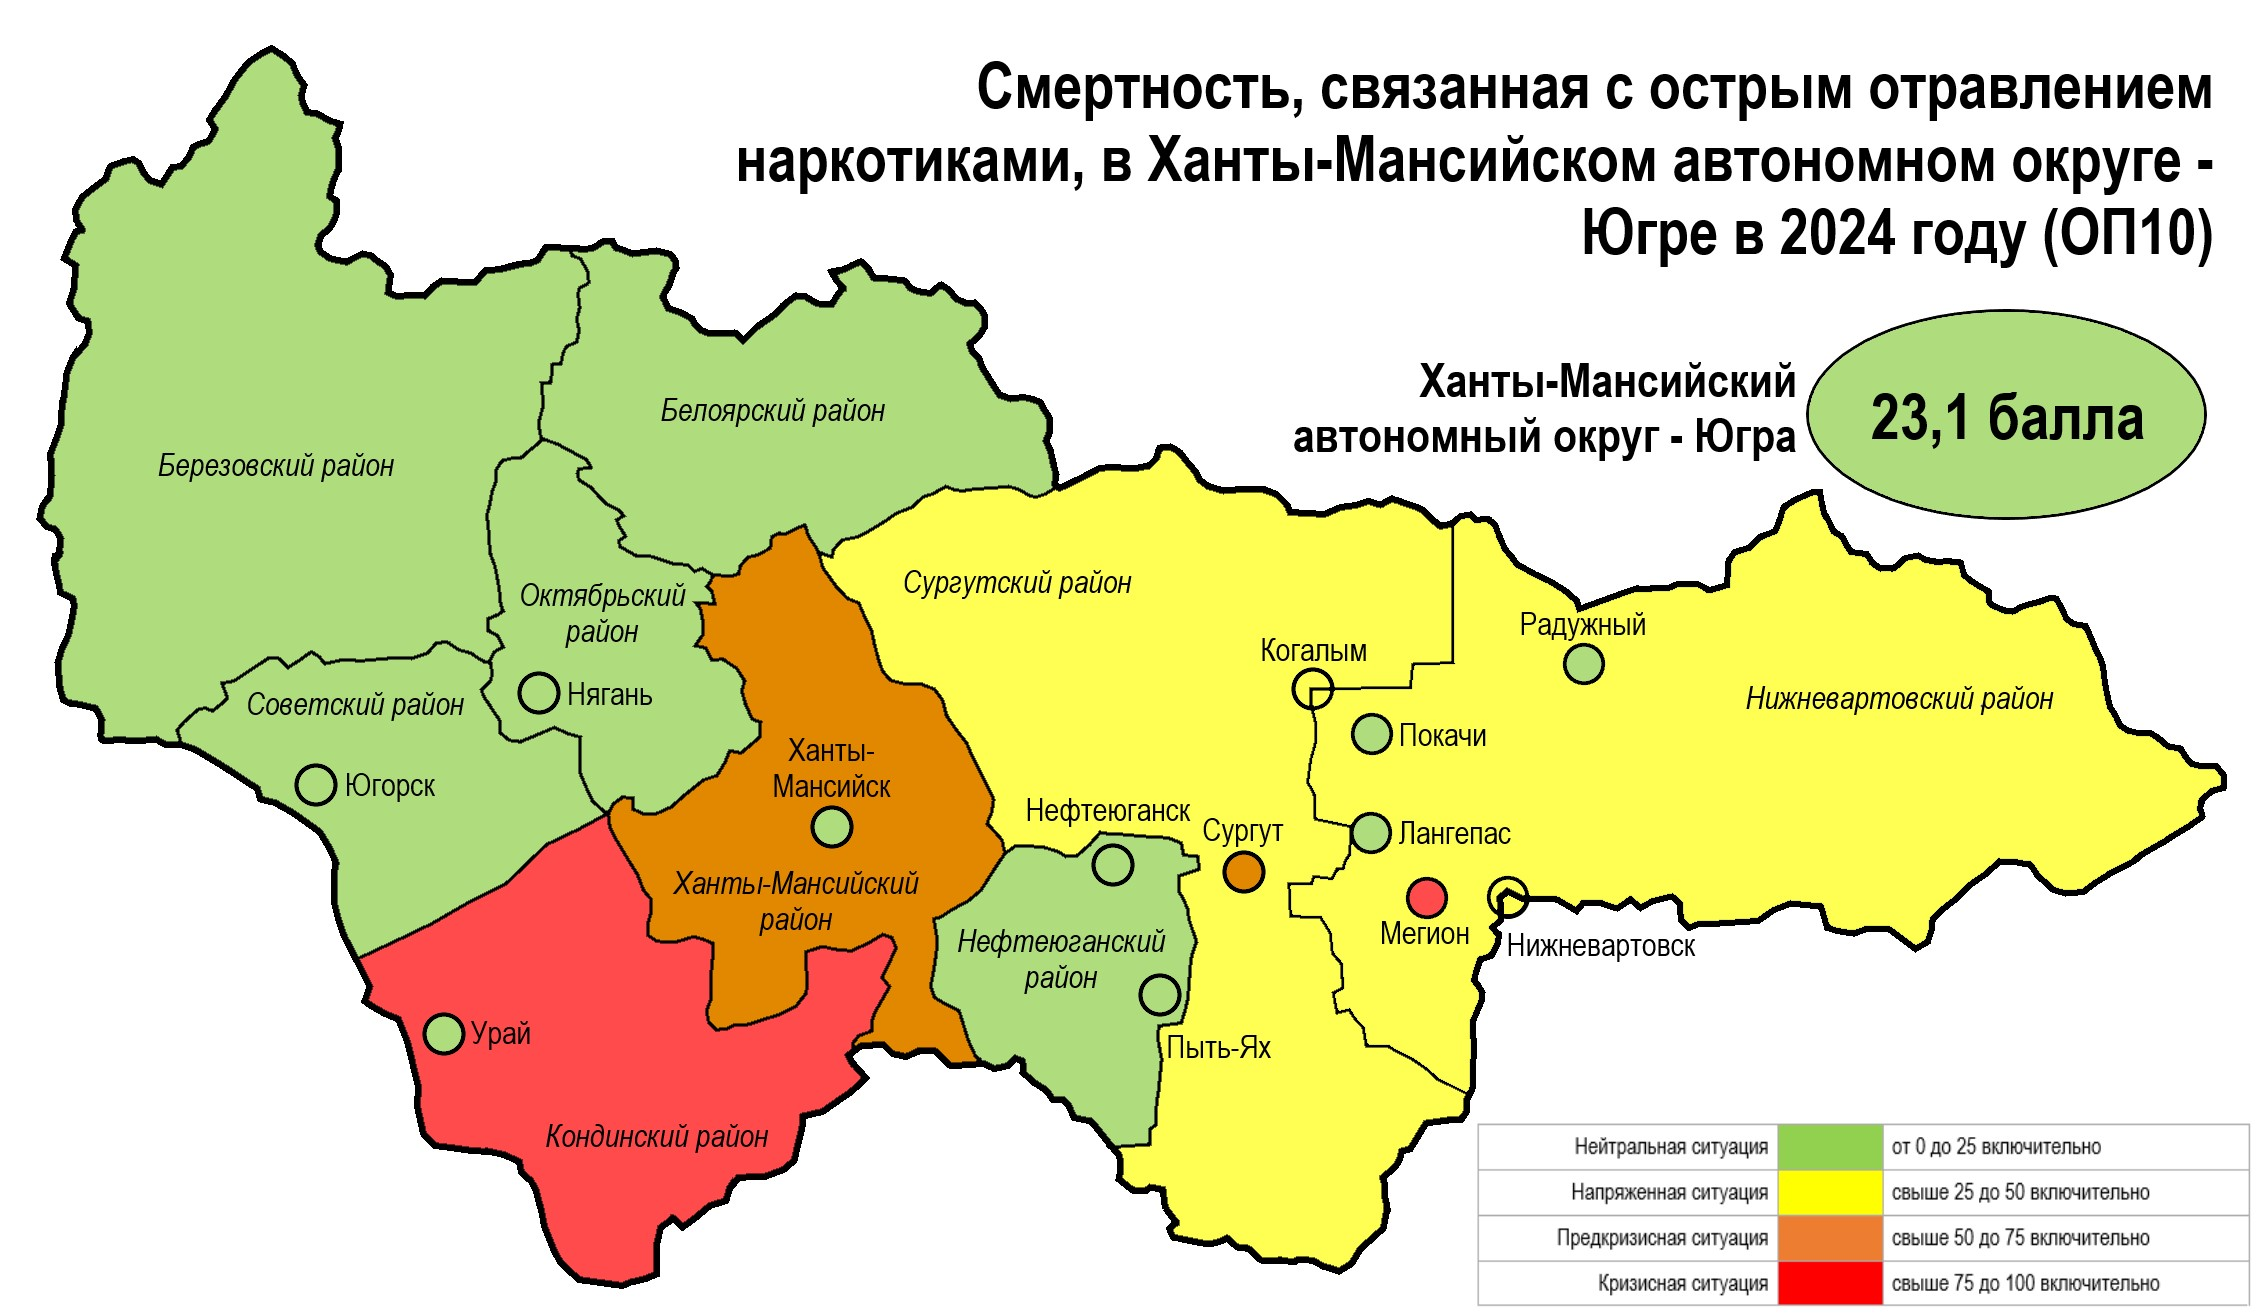 Смертность, связанная с острым отравлением
наркотиками, в Ханты-Мансийском автономном округе -
Югре в 2024 году (ОП10)
Ханты-Мансийский
автономный округ - Югра
23,1 балла
Белоярский район
Березовский район
Сургутский район
Октябрьский
район
Радужный
Когалым
Нижневартовский район
Советский район
Нягань
Покачи
Ханты-
Мансийск
Югорск
Нефтеюганск
Сургут
Лангепас
Ханты-Мансийский
район
Мегион
Нижневартовск
Нефтеюганский
район
Урай
Пыть-Ях
Кондинский район
Нейтральная ситуация от 0 до 25 включительно
Напряженная ситуация свыше 25 до 50 включительно
Предкризисная ситуация свыше 50 до 75 включительно
Кризисная ситуация свыше 75 до 100 включительно